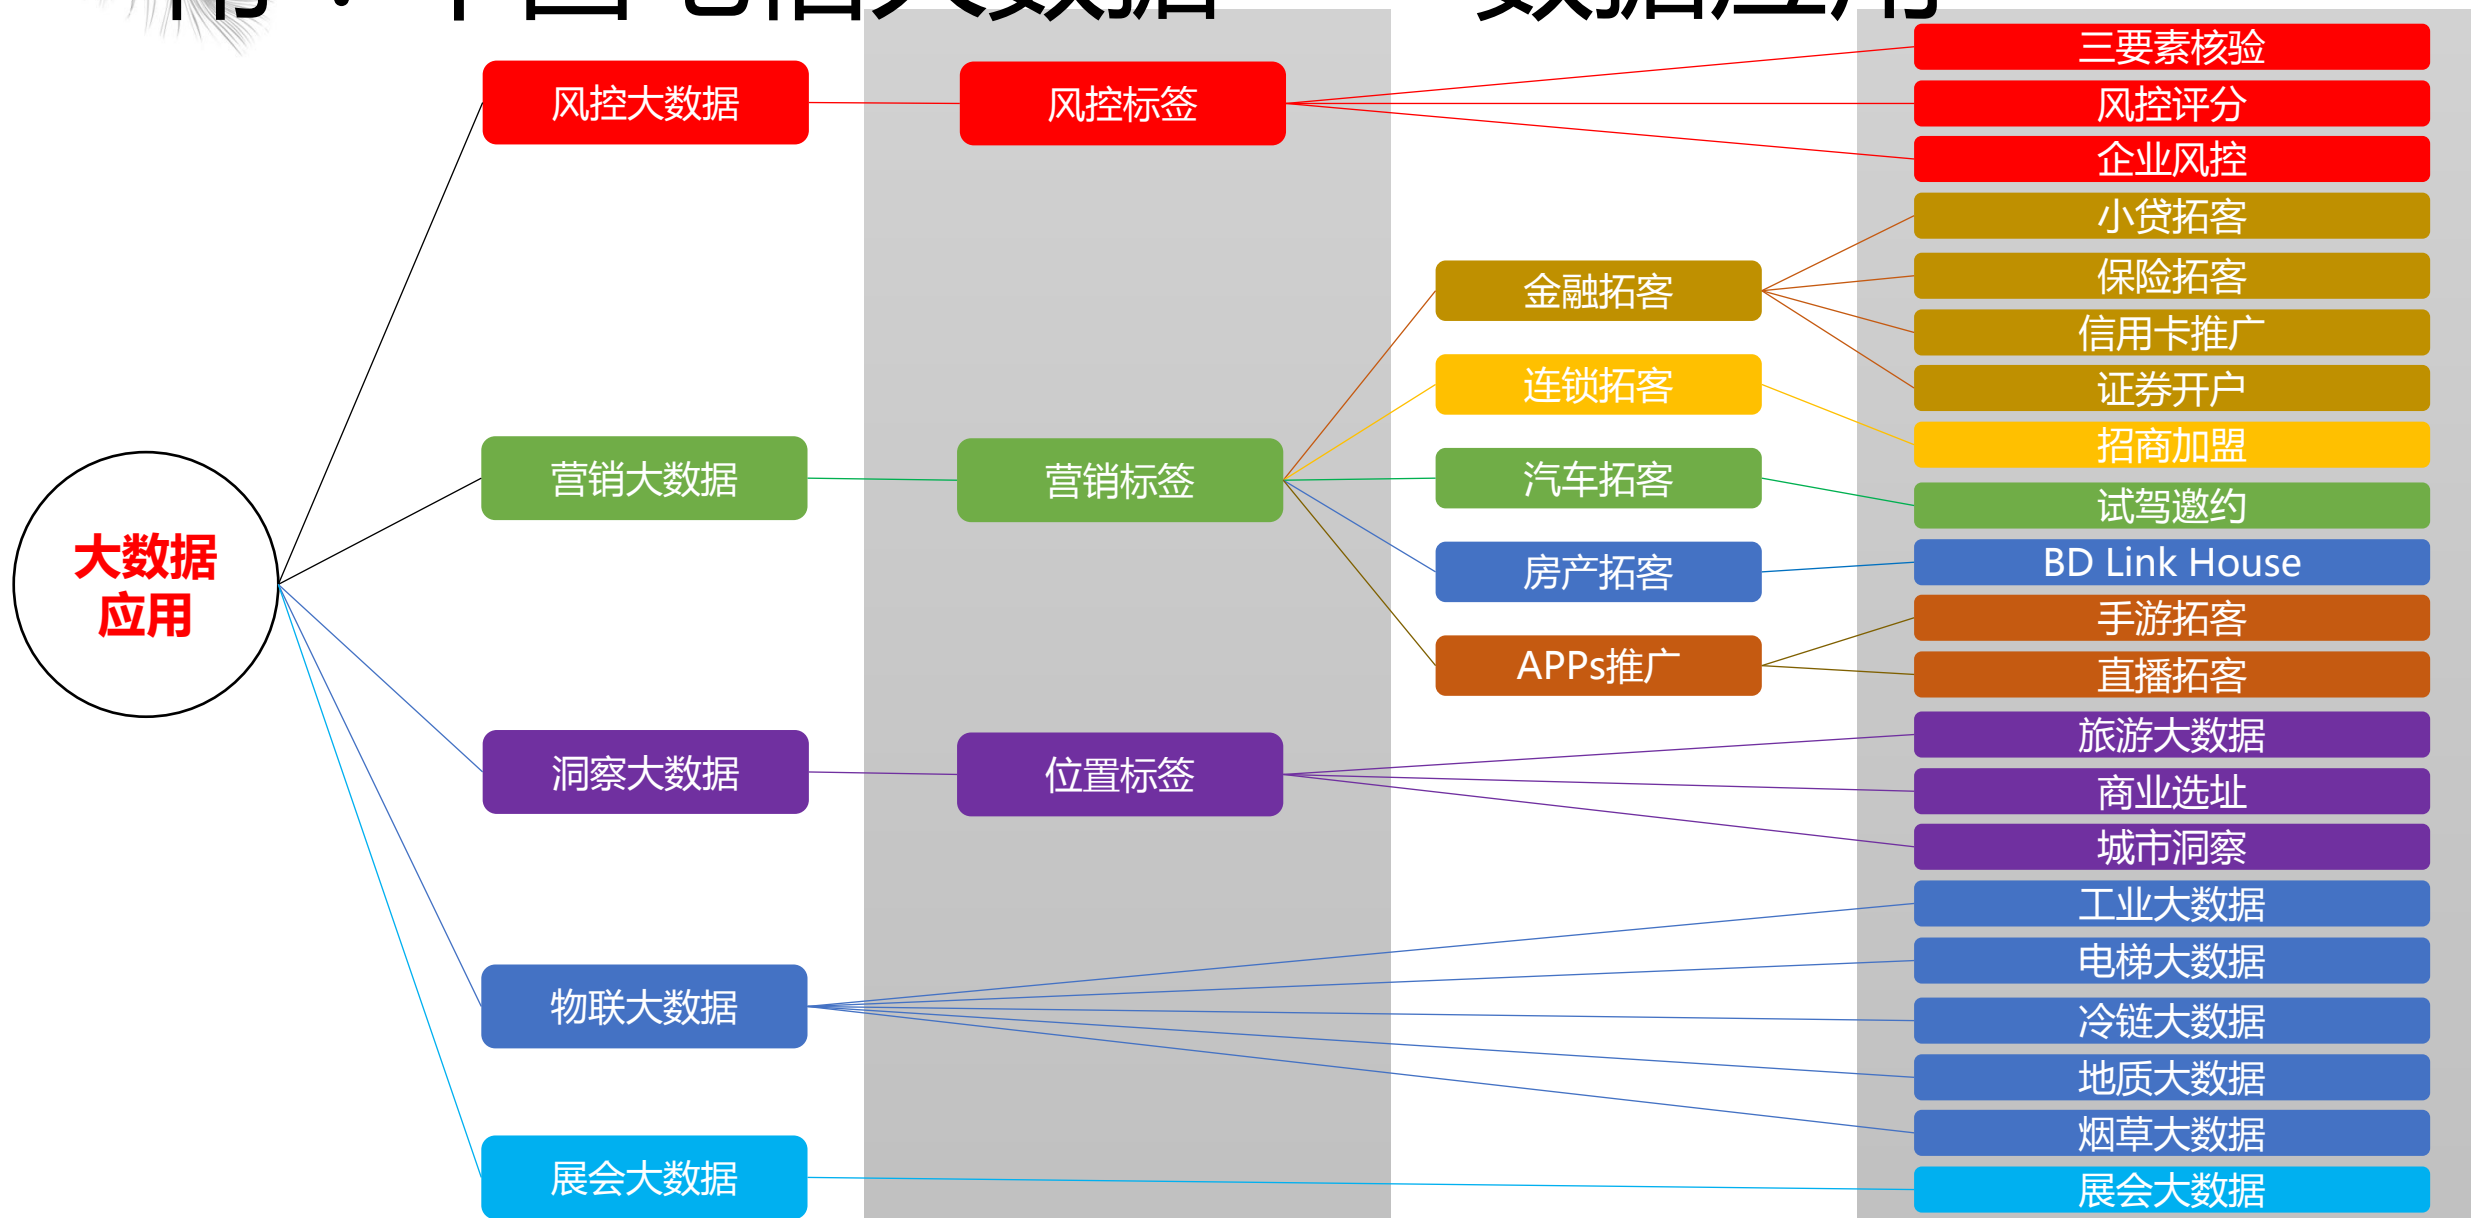 大数据
应用
风控大数据
营销大数据
洞察大数据
物联大数据
展会大数据
风控标签
营销标签
位置标签
金融拓客
连锁拓客
汽车拓客
房产拓客
APPs推广
三要素核验
风控评分
企业风控
小贷拓客
保险拓客
信用卡推广
证券开户
招商加盟
试驾邀约
BD Link House
手游拓客
直播拓客
旅游大数据
商业选址
城市洞察
工业大数据
电梯大数据
冷链大数据
地质大数据
烟草大数据
展会大数据